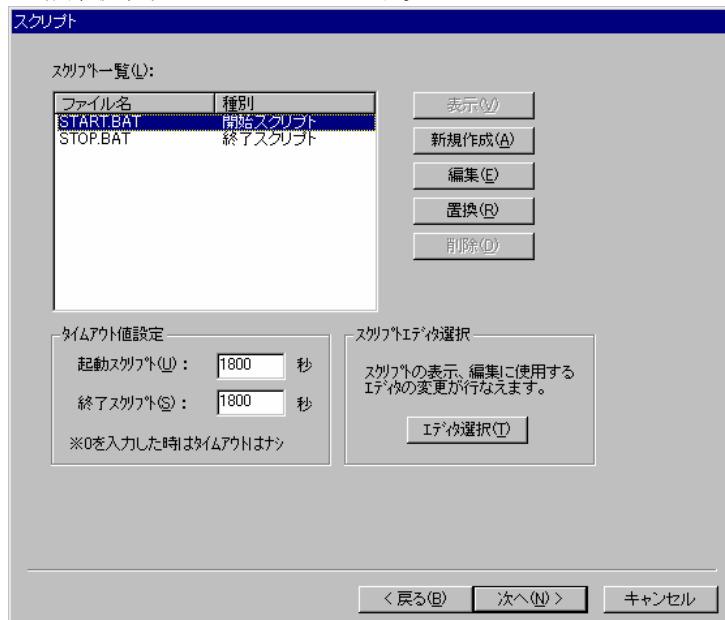 スクリプト
スクリプト一覧(L):
ファイル名 種別
START.BAT 開始スクリプト
STOP.BAT 終了スクリプト
表示(V)
新規作成(A)
編集(E)
置換(R)
削除(D)
タイムアウト値設定
起動スクリプト(U): 1800 秒
終了スクリプト(S): 1800 秒
※0を入力した時はタイムアウトはナシ
スクリプトエディタ選択
スクリプトの表示、編集に使用する
エディタの変更が行なえます。
エディタ選択(T)
< 戻る(B) 次へ(N) > キャンセル